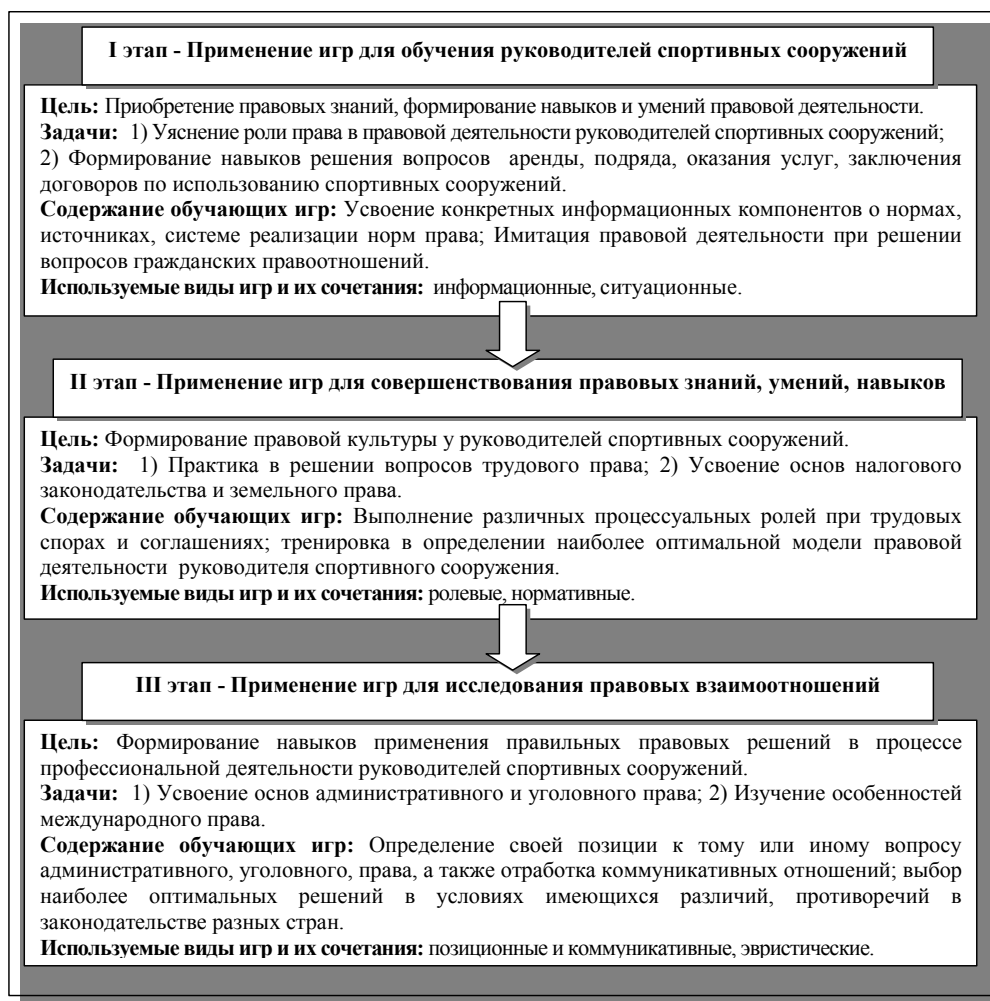 I этап - Применение игр для обучения руководителей спортивных сооружений
Цель: Приобретение правовых знаний, формирование навыков и умений правовой деятельности.
Задачи: 1) Уяснение роли права в правовой деятельности руководителей спортивных сооружений;
2) Формирование навыков решения вопросов аренды, подряда, оказания услуг, заключения
договоров по использованию спортивных сооружений.
Содержание обучающих игр: Усвоение конкретных информационных компонентов о нормах,
источниках, системе реализации норм права; Имитация правовой деятельности при решении
вопросов гражданских правоотношений.
Используемые виды игр и их сочетания: информационные, ситуационные.
II этап - Применение игр для совершенствования правовых знаний, умений, навыков
Цель: Формирование правовой культуры у руководителей спортивных сооружений.
Задачи: 1) Практика в решении вопросов трудового права; 2) Усвоение основ налогового
законодательства и земельного права.
Содержание обучающих игр: Выполнение различных процессуальных ролей при трудовых
спорах и соглашениях; тренировка в определении наиболее оптимальной модели правовой
деятельности руководителя спортивного сооружения.
Используемые виды игр и их сочетания: ролевые, нормативные.
III этап - Применение игр для исследования правовых взаимоотношений
Цель: Формирование навыков применения правильных правовых решений в процессе
профессиональной деятельности руководителей спортивных сооружений.
Задачи: 1) Усвоение основ административного и уголовного права; 2) Изучение особенностей
международного права.
Содержание обучающих игр: Определение своей позиции к тому или иному вопросу
административного, уголовного, права, а также отработка коммуникативных отношений; выбор
наиболее оптимальных решений в условиях имеющихся различий, противоречий в
законодательстве разных стран.
Используемые виды игр и их сочетания: позиционные и коммуникативные, эвристические.